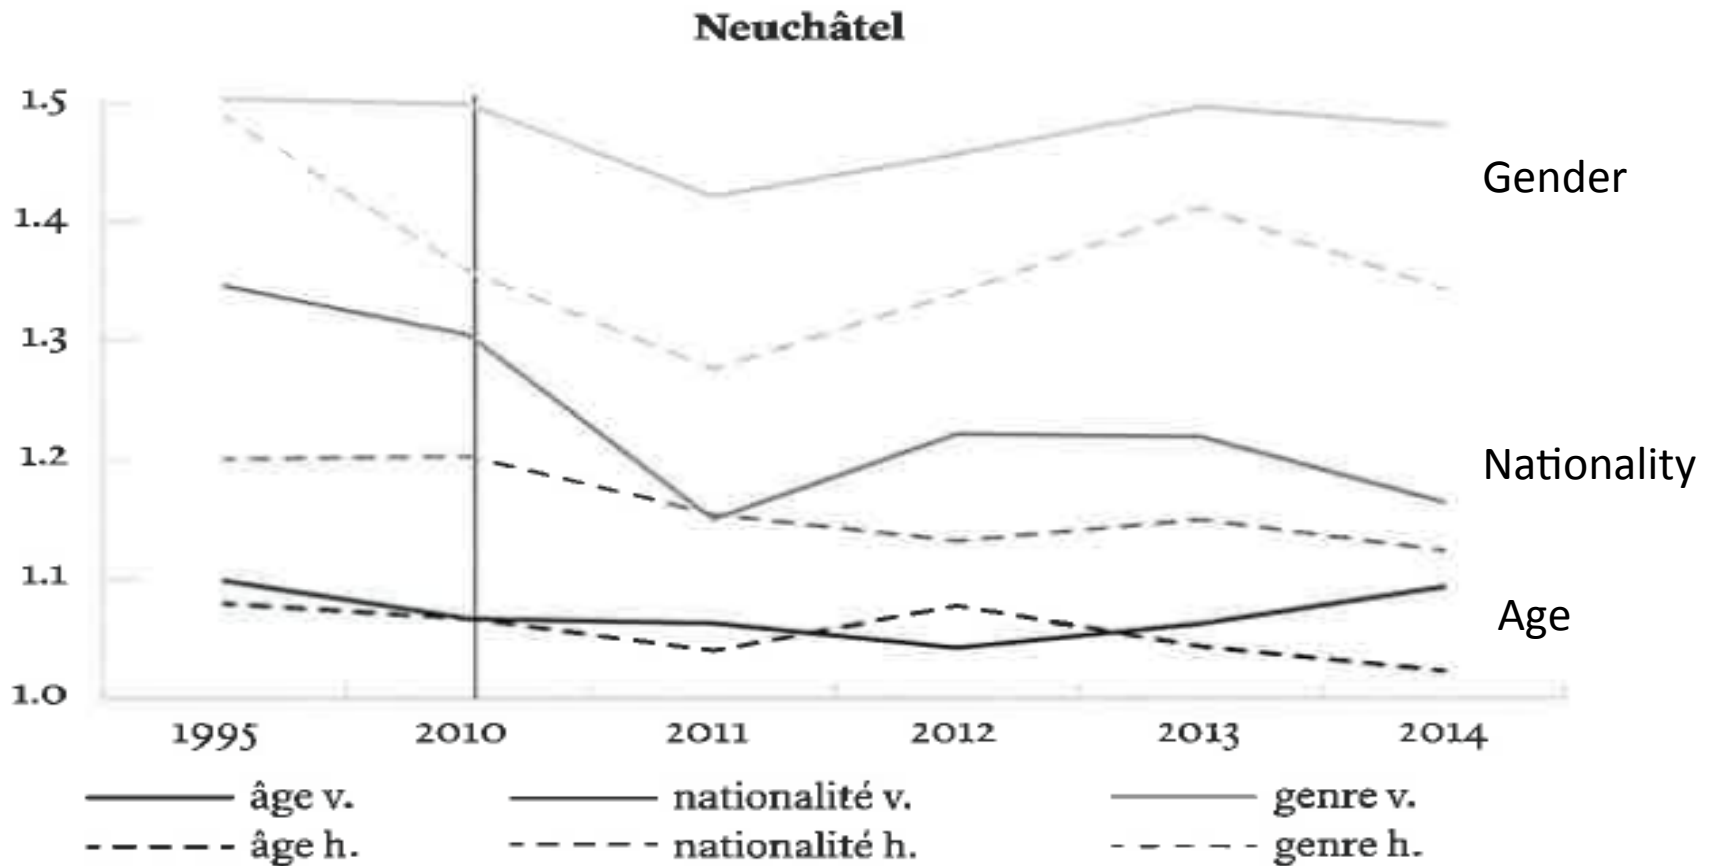 Neuchâtel
1.5
Gender
1.4
1.3
1.2
Nationality
1.1
Age
1.0
1995 2010 2011 2012 2013 2014
âge v. nationalité v. genre v.
âge h. nationalité h. genre h.